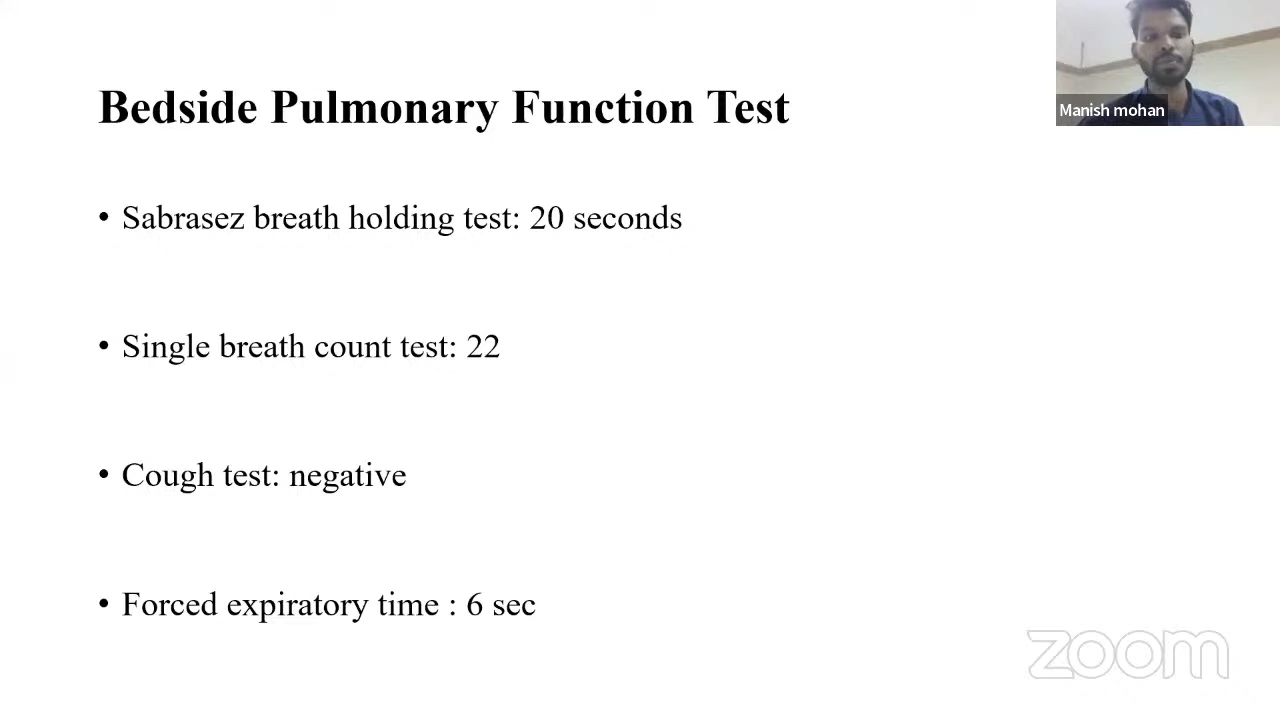 Bedside Pulmonary Function Test
Manish mohan
• Sabrasez breath holding test: 20 seconds
• Single breath count test: 22
• Cough test: negative
• Forced expiratory time : 6 sec
zoom